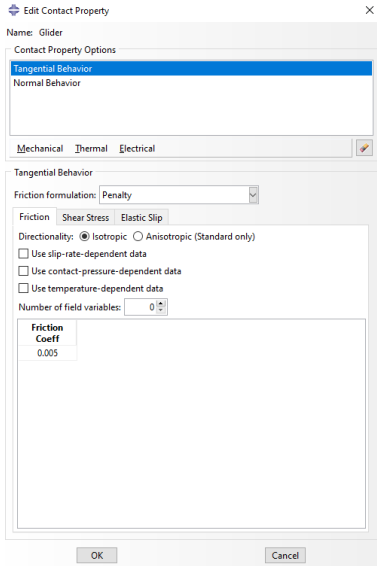 Edit Contact Property
Name: Glider
Contact Property Options
Tangential Behavior
Normal Behavior
Mechanical Thermal Electrical
Tangential Behavior
Friction formulation: Penalty
Friction Shear Stress Elastic Slip
Directionality: Isotropic Anisotropic (Standard only)
Use slip-rate-dependent data
Use contact-pressure-dependent data
Use temperature-dependent data
Number of field variables: 0
Friction
Coeff
0.005
OK Cancel